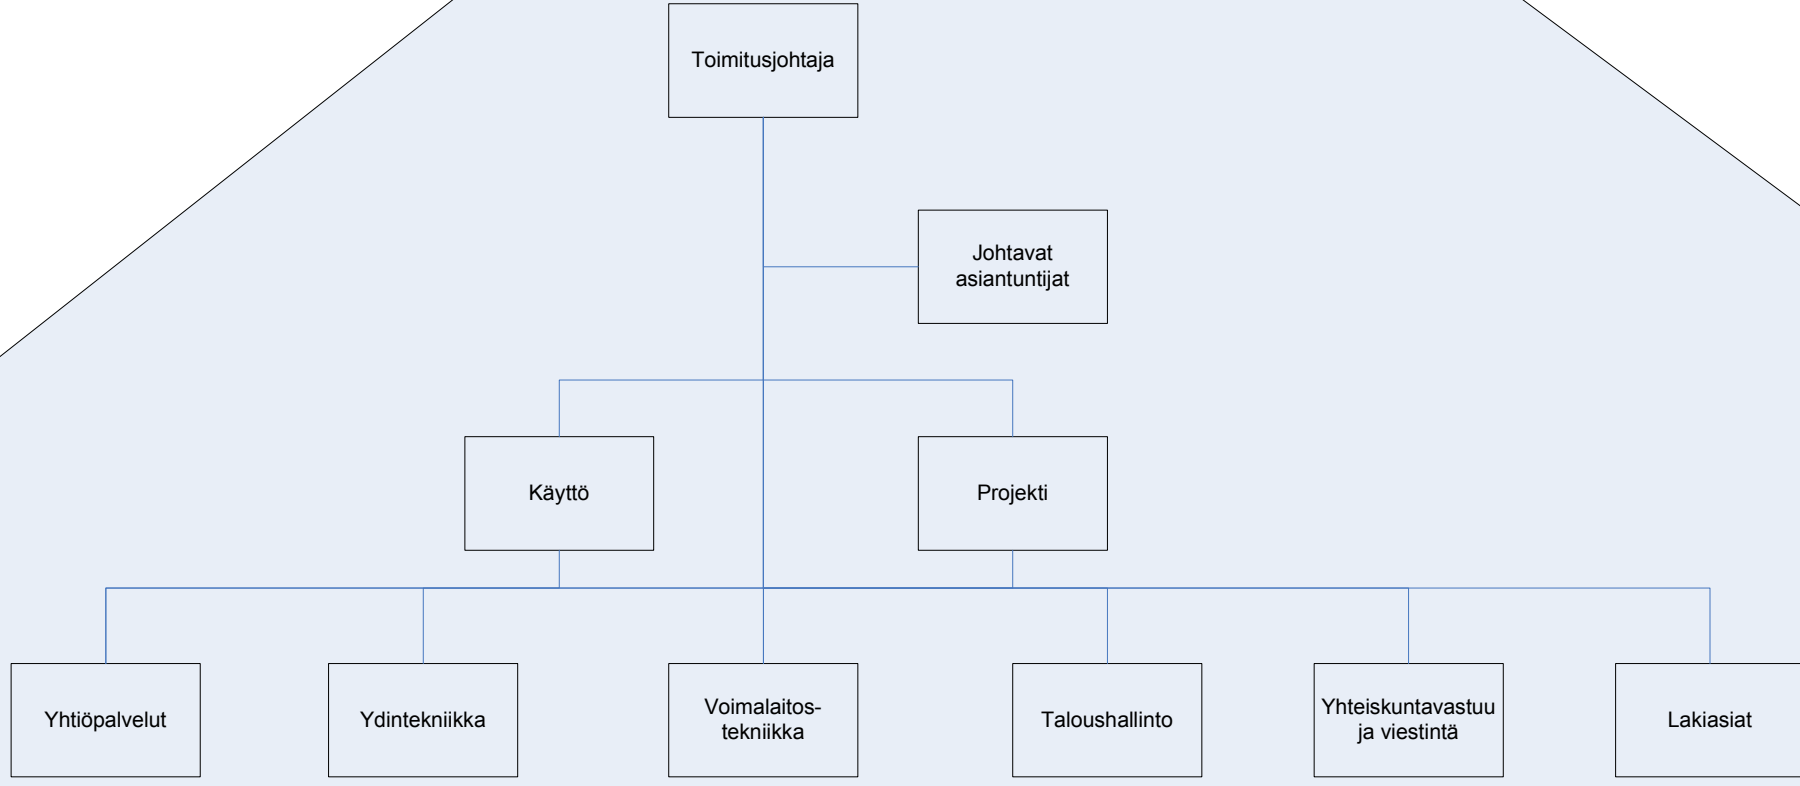 Toimitusjohtaja
Johtavat
asiantuntijat
Käyttö
Projekti
Yhtiöpalvelut
Ydintekniikka
Voimalaitos-
tekniikka
Taloushallinto
Yhteiskuntavastuu
ja viestintä
Lakiasiat